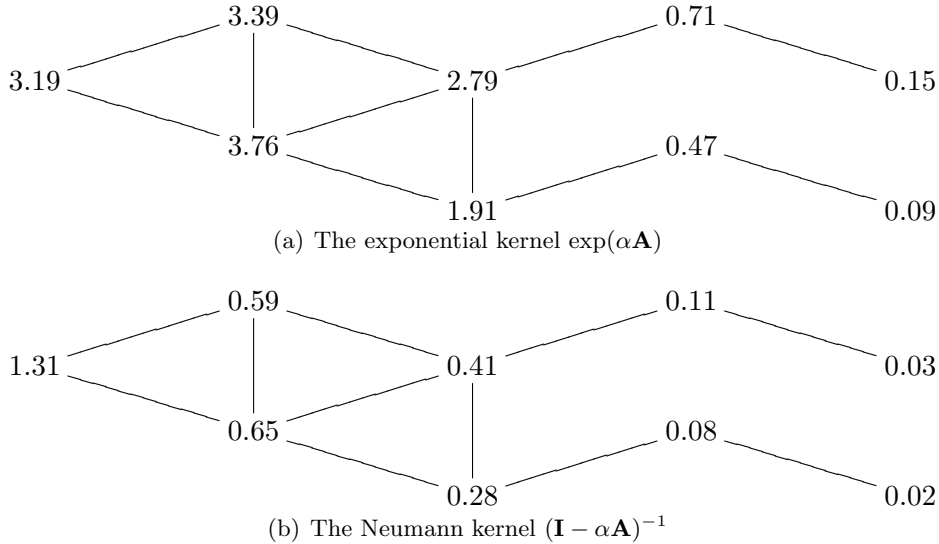 3.39 0.71
3.19 2.79 0.15
3.76 0.47
1.91 0.09
(a) The exponential kernel exp(α𝐀)
0.59 0.11
1.31 0.41 0.03
0.65 0.08
0.28 0.02
(b) The Neumann kernel (𝐈 − α𝐀)⁻¹